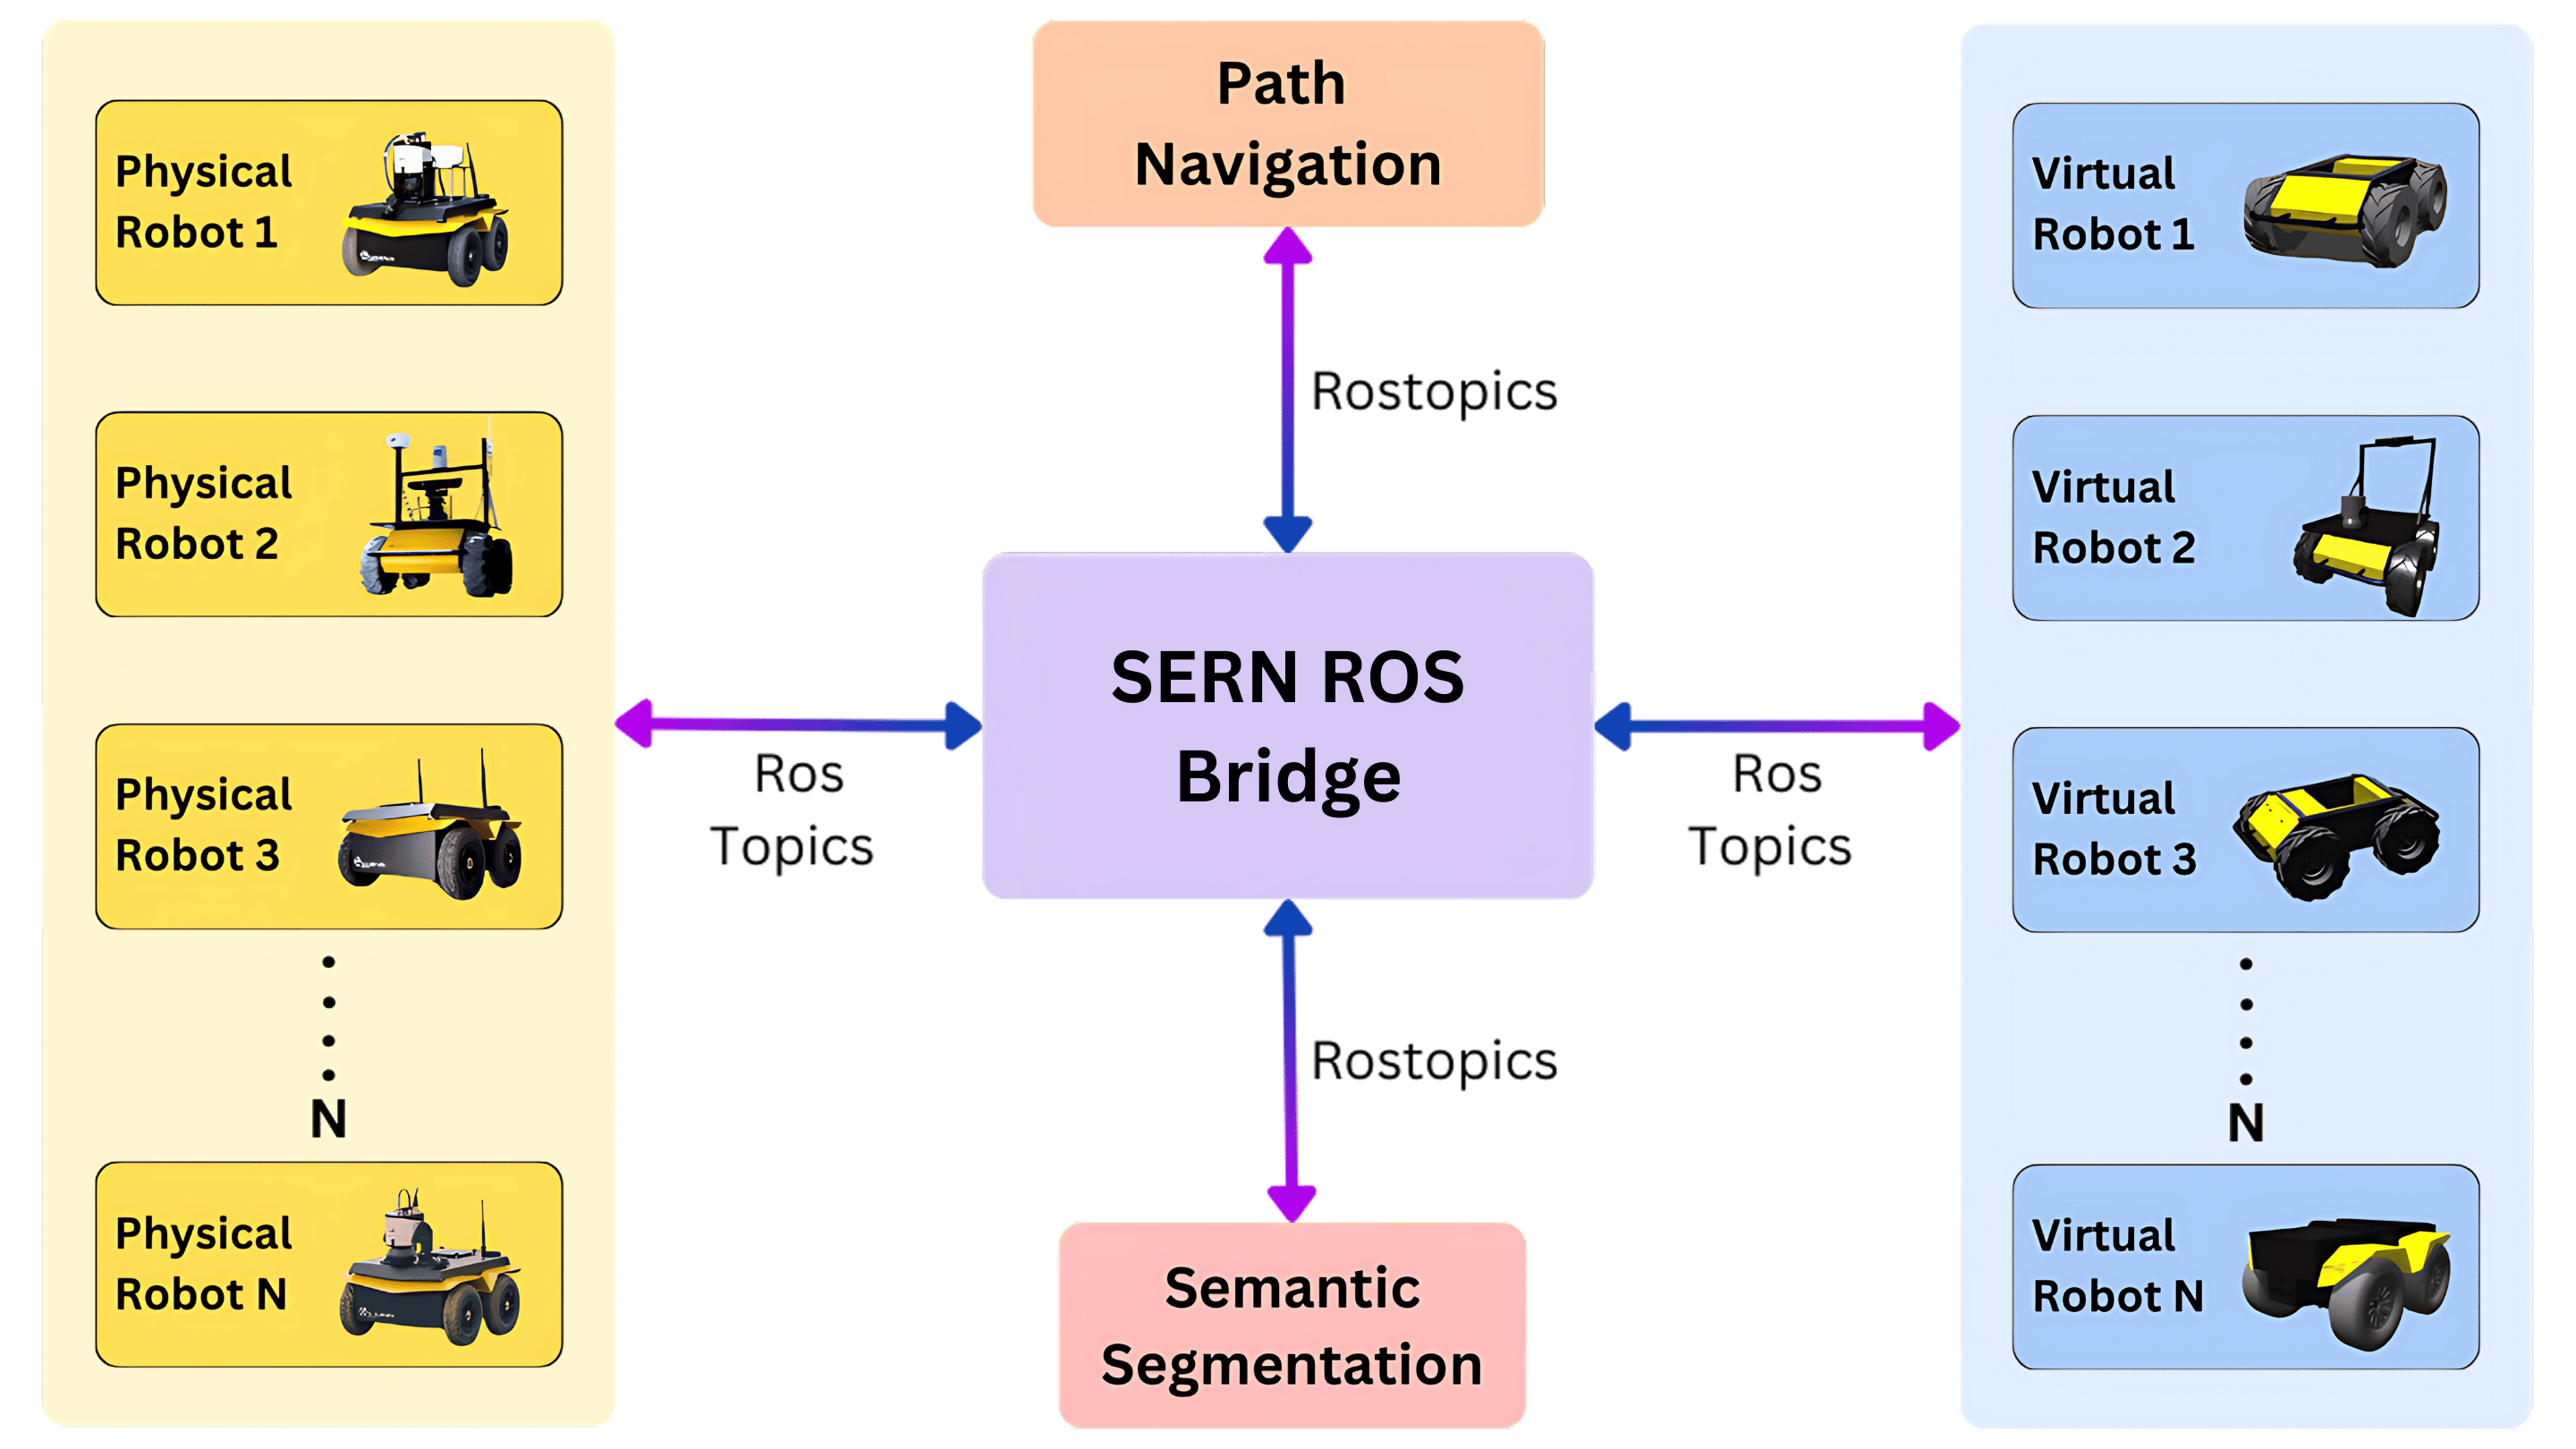 Physical
Robot 1
Physical
Robot 2
Physical
Robot 3
N
Physical
Robot N
Path
Navigation
Rostopics
Ros
Topics
SERN ROS
Bridge
Ros
Topics
Rostopics
Semantic
Segmentation
Virtual
Robot 1
Virtual
Robot 2
Virtual
Robot 3
N
Virtual
Robot N